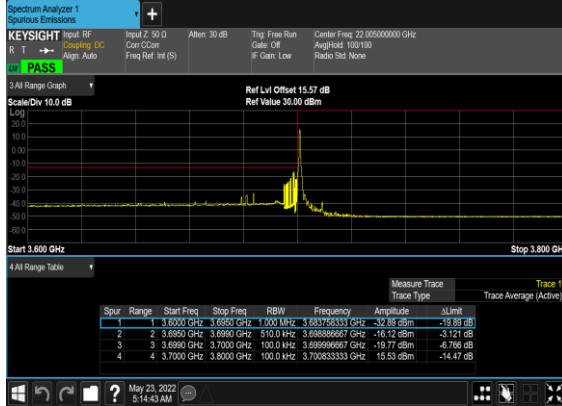 Spectrum Analyzer 1
Spurious Emissions
KEYSIGHT Input: RF
R T Coupling: DC
Align: Auto
Input Z: 50 Ω
Corr CCorr
Freq Ref: Int (S)
Atten: 30 dB
Trig: Free Run
Gate: Off
IF Gain: Low
Center Freq: 22.005000000 GHz
Avg|Hold: 100/100
Radio Std: None
PASS
3 All Range Graph
Scale/Div 10.0 dB
Ref Lvl Offset 15.57 dB
Ref Value 30.00 dBm
Log
20.0
10.0
0.00
-10.0
-20.0
-30.0
-40.0
-50.0
-60.0
Start 3.600 GHz
Stop 3.800 GH
4 All Range Table
Measure Trace Trace 1
Trace Type Trace Average (Active)
Spur Range Start Freq Stop Freq RBW Frequency Amplitude ΔLimit
1 1 3.6000 GHz 3.6950 GHz 1.000 MHz 3.683758333 GHz -32.89 dBm -19.89 dB
2 2 3.6950 GHz 3.6990 GHz 510.0 kHz 3.698886667 GHz -16.12 dBm -3.121 dB
3 3 3.6990 GHz 3.7000 GHz 100.0 kHz 3.699996667 GHz -19.77 dBm -6.766 dB
4 4 3.7000 GHz 3.8000 GHz 100.0 kHz 3.700833333 GHz 15.53 dBm -14.47 dB
May 23, 2022
5:14:43 AM